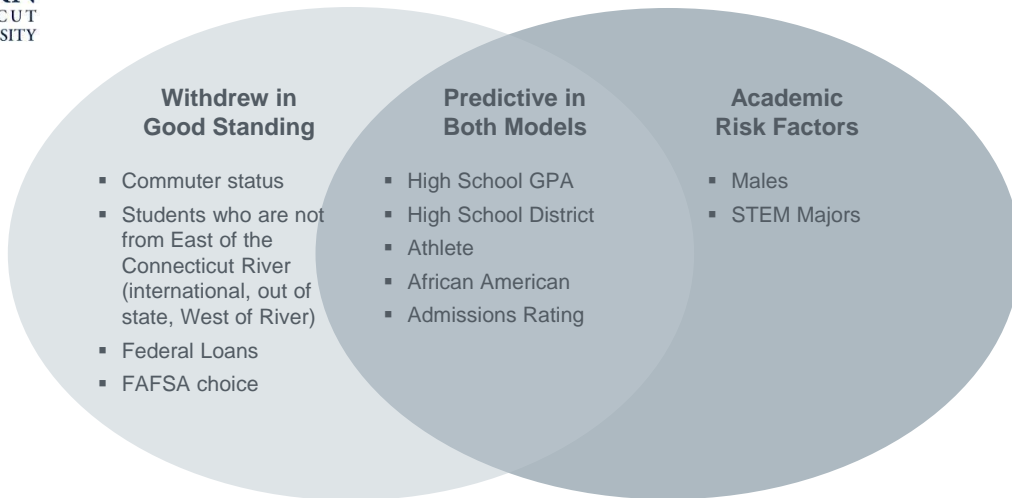 CUT
SITY
Withdrew in
Good Standing
▪ Commuter status
▪ Students who are not
from East of the
Connecticut River
(international, out of
state, West of River)
▪ Federal Loans
▪ FAFSA choice
Predictive in
Both Models
▪ High School GPA
▪ High School District
▪ Athlete
▪ African American
▪ Admissions Rating
Academic
Risk Factors
▪ Males
▪ STEM Majors